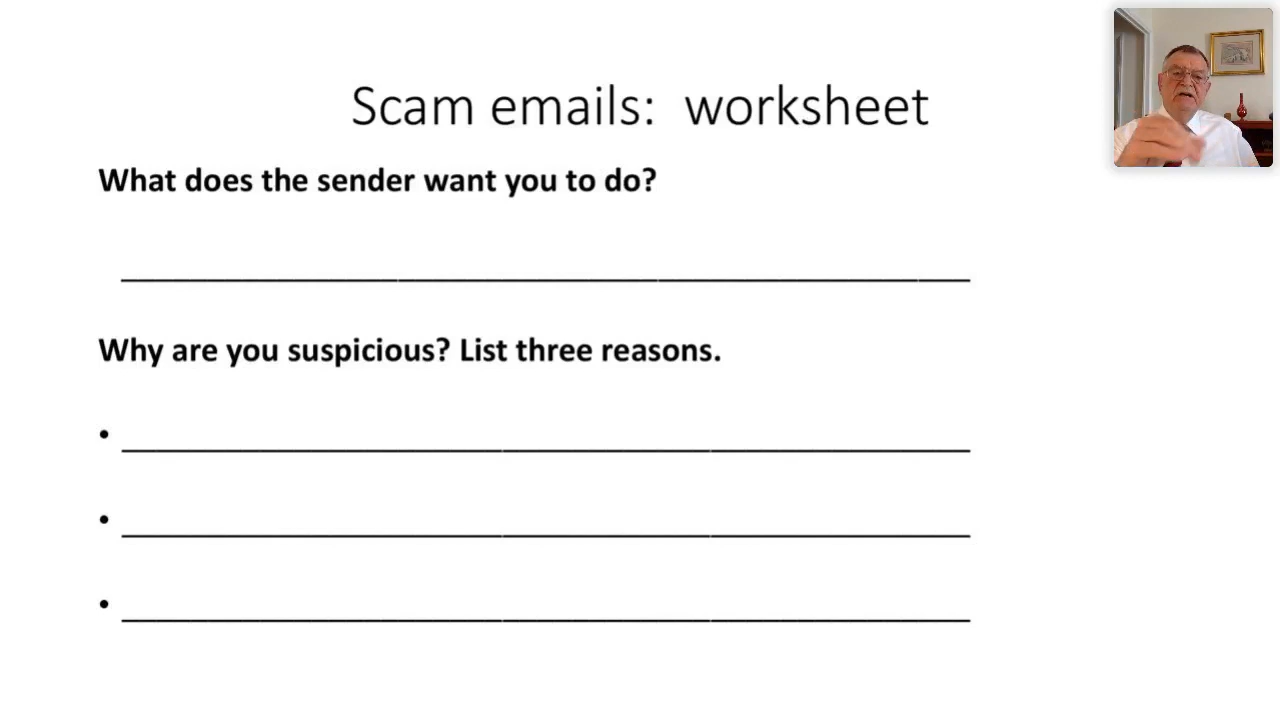 Scam emails: worksheet
What does the sender want you to do?
Why are you suspicious? List three reasons.